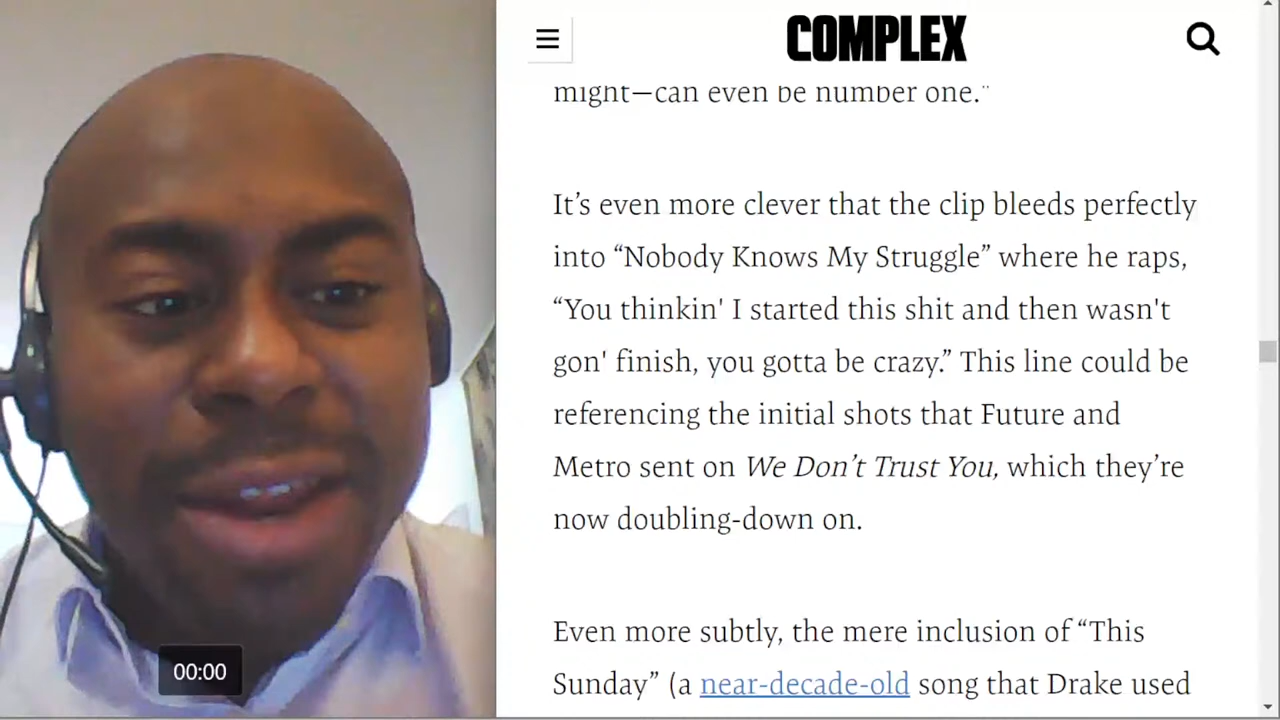 COMPLEX
might—can even be number one."
It’s even more clever that the clip bleeds perfectly
into “Nobody Knows My Struggle” where he raps,
“You thinkin' I started this shit and then wasn't
gon' finish, you gotta be crazy.” This line could be
referencing the initial shots that Future and
Metro sent on We Don’t Trust You, which they’re
now doubling-down on.
Even more subtly, the mere inclusion of “This
Sunday” (a near-decade-old song that Drake used
00:00